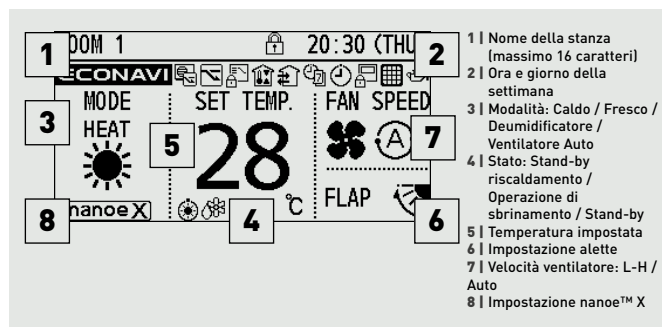 1
OOM 1
20:30 (THU
2
ECONAVI
MODE
SET TEMP.
FAN SPEED
3
HEAT
5
28
A
7
°C
FLAP
8
nanoe X
4
6
1 | Nome della stanza
(massimo 16 caratteri)
2 | Ora e giorno della
settimana
3 | Modalità: Caldo / Fresco /
Deumidificatore /
Ventilatore Auto
4 | Stato: Stand-by
riscaldamento /
Operazione di
sbrinamento / Stand-by
5 | Temperatura impostata
6 | Impostazione alette
7 | Velocità ventilatore: L-H /
Auto
8 | Impostazione nanoe™ X